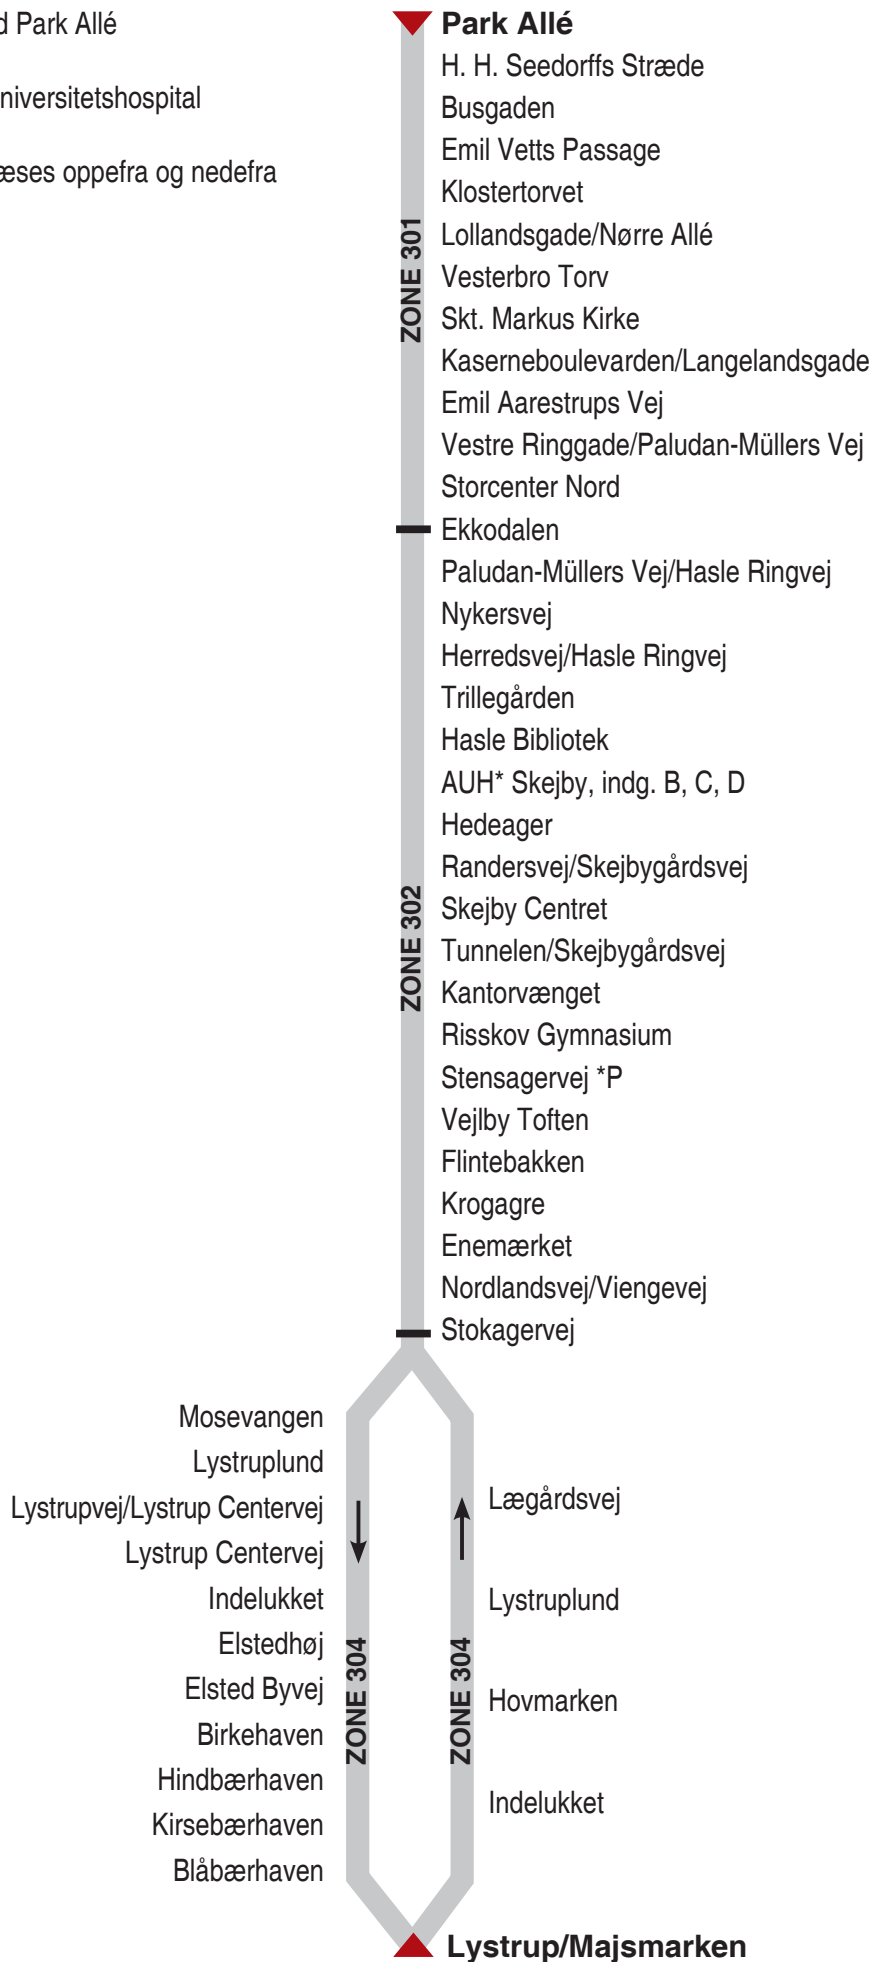 Park Allé
niversitetshospital
æses oppefra og nedefra
Park Allé
H. H. Seedorffs Stræde
Busgaden
Emil Vetts Passage
Klostertorvet
Lollandsgade/Nørre Allé
Vesterbro Torv
Skt. Markus Kirke
Kaserneboulevarden/Langelandsgade
Emil Aarestrups Vej
Vestre Ringgade/Paludan-Müllers Vej
Storcenter Nord
ZONE 301
Ekkodalen
Paludan-Müllers Vej/Hasle Ringvej
Nykersvej
Herredsvej/Hasle Ringvej
Trillegården
Hasle Bibliotek
AUH* Skejby, indg. B, C, D
Hedeager
Randersvej/Skejbygårdsvej
Skejby Centret
Tunnelen/Skejbygårdsvej
Kantorvænget
Risskov Gymnasium
Stensagervej *P
Vejlby Toften
Flintebakken
Krogagre
Enemærket
Nordlandsvej/Viengevej
ZONE 302
Stokagervej
Mosevangen
Lystruplund
Lystrupvej/Lystrup Centervej
Lystrup Centervej
Indelukket
Elstedhøj
Elsted Byvej
Birkehaven
Hindbærhaven
Kirsebærhaven
Blåbærhaven
ZONE 304
ZONE 304
Lægårdsvej
Lystruplund
Hovmarken
Indelukket
Lystrup/Majsmarken